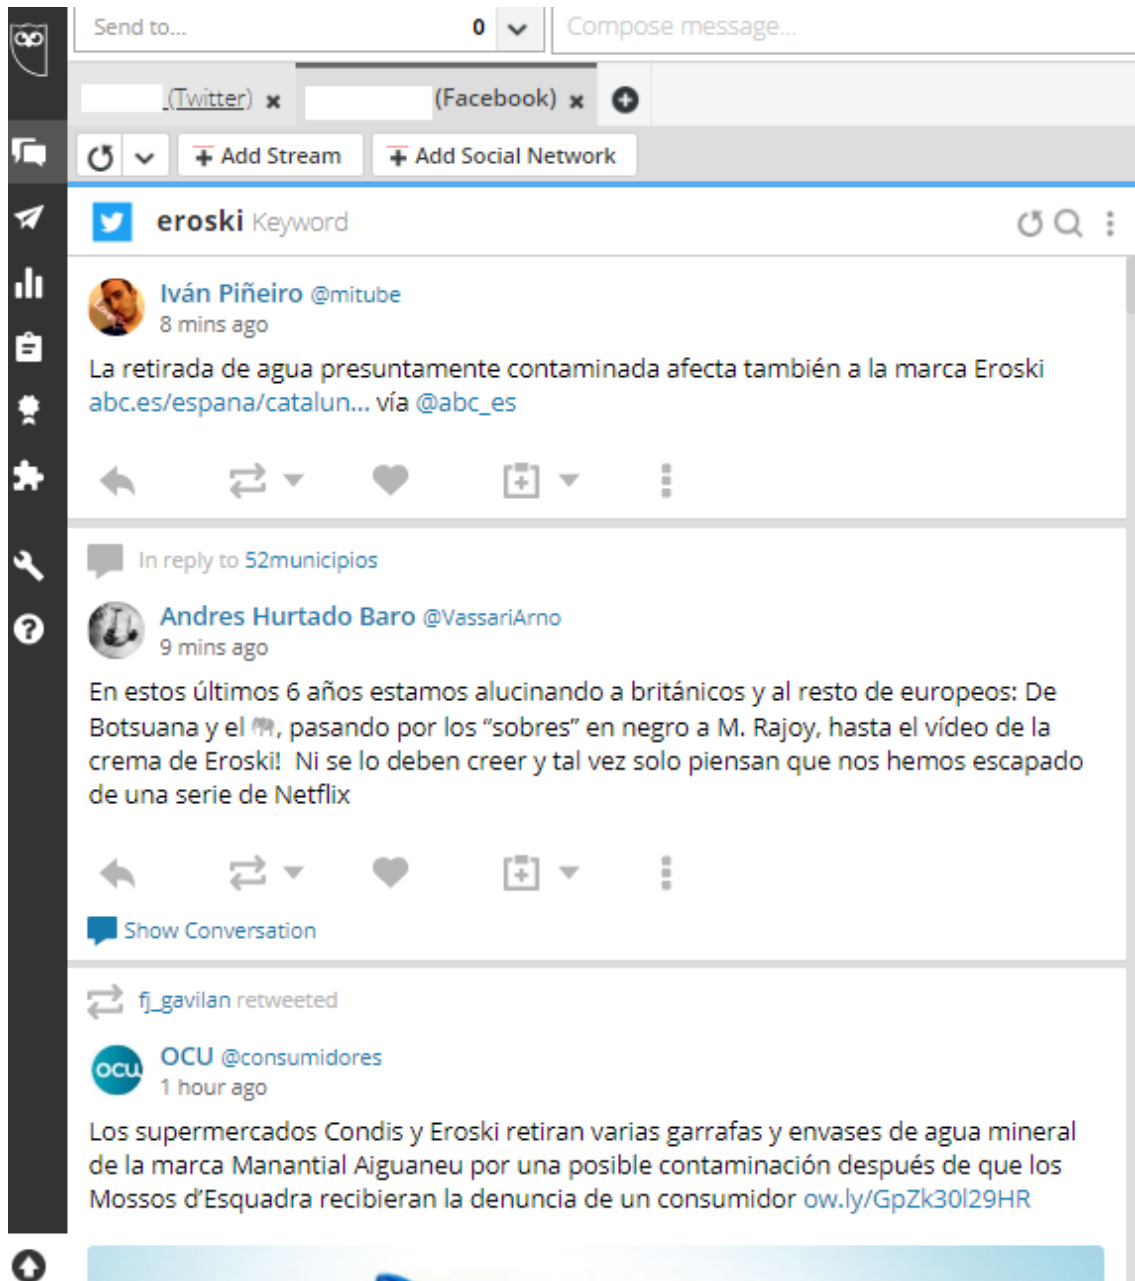 Send to... 0 Compose message...
(Twitter) x (Facebook) x
Add Stream Add Social Network
eroski Keyword
Iván Piñeiro @mitube
8 mins ago
La retirada de agua presuntamente contaminada afecta también a la marca Eroski
abc.es/espana/catalun... vía @abc_es
In reply to 52municipios
Andres Hurtado Baro @VassariArno
9 mins ago
En estos últimos 6 años estamos alucinando a británicos y al resto de europeos: De
Botsuana y el 🐘, pasando por los “sobres” en negro a M. Rajoy, hasta el vídeo de la
crema de Eroski!  Ni se lo deben creer y tal vez solo piensan que nos hemos escapado
de una serie de Netflix
Show Conversation
fj_gavilan retweeted
ocu
OCU @consumidores
1 hour ago
Los supermercados Condis y Eroski retiran varias garrafas y envases de agua mineral
de la marca Manantial Aiguaneu por una posible contaminación después de que los
Mossos d’Esquadra recibieran la denuncia de un consumidor ow.ly/GpZk30l29HR